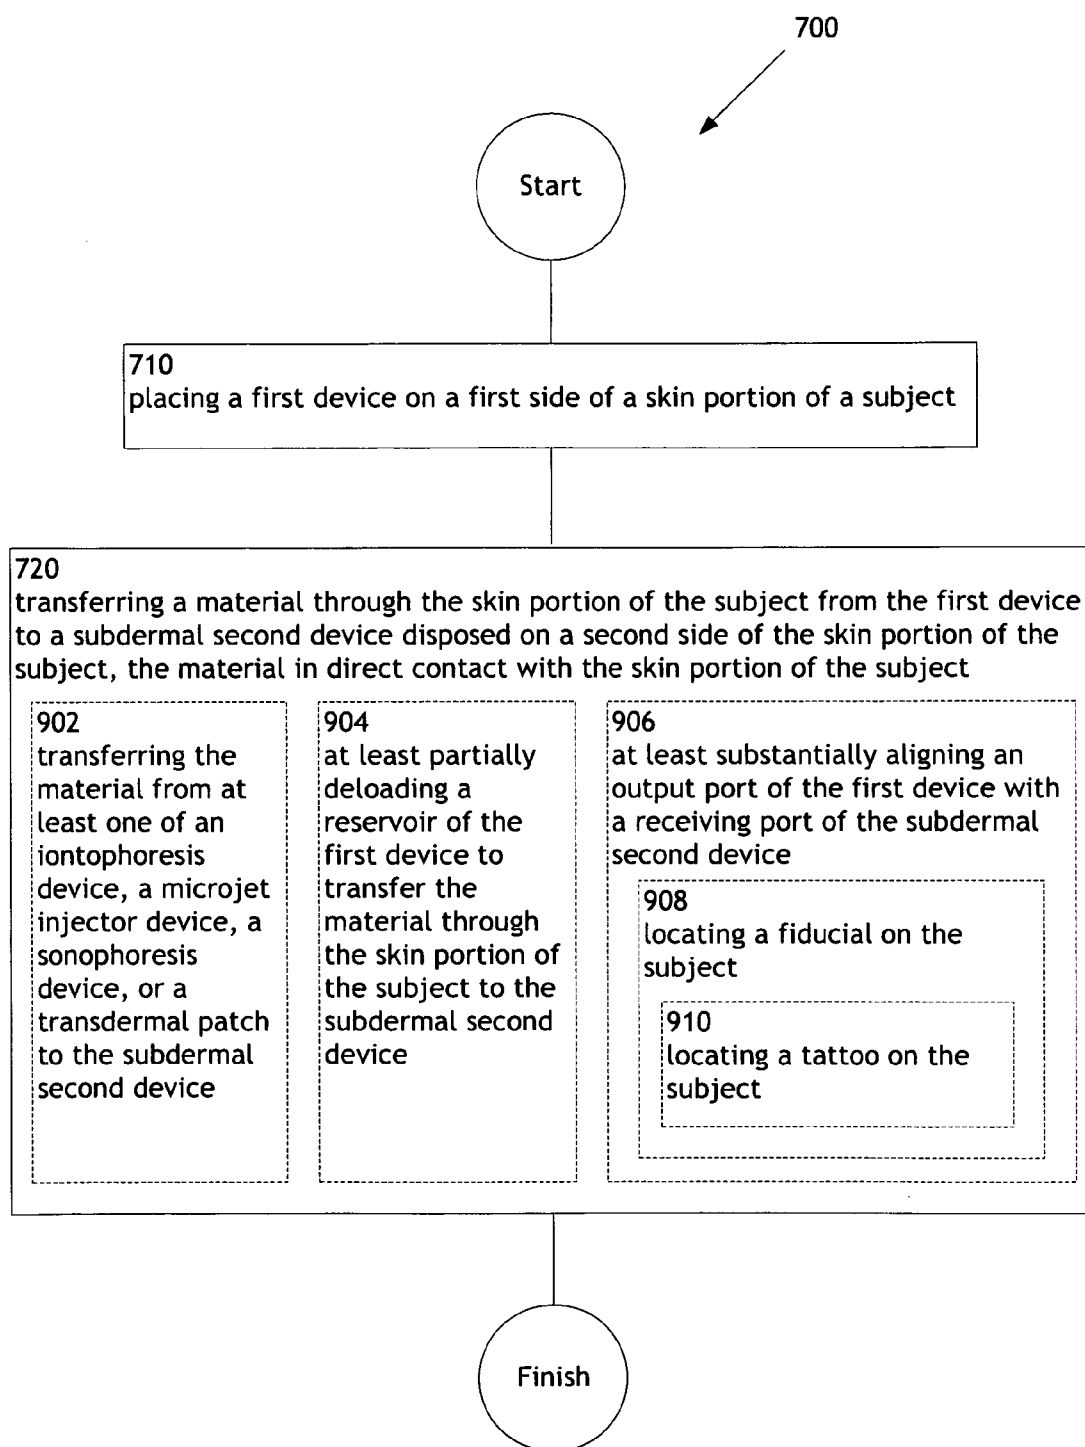 700
Start
710
placing a first device on a first side of a skin portion of a subject
720
transferring a material through the skin portion of the subject from the first device
to a subdermal second device disposed on a second side of the skin portion of the
subject, the material in direct contact with the skin portion of the subject
902
transferring the
material from at
least one of an
iontophoresis
device, a microjet
injector device, a
sonophoresis
device, or a
transdermal patch
to the subdermal
second device
904
at least partially
deloading a
reservoir of the
first device to
transfer the
material through
the skin portion of
the subject to the
subdermal second
device
906
at least substantially aligning an
output port of the first device with
a receiving port of the subdermal
second device
908
locating a fiducial on the
subject
910
locating a tattoo on the
subject
Finish